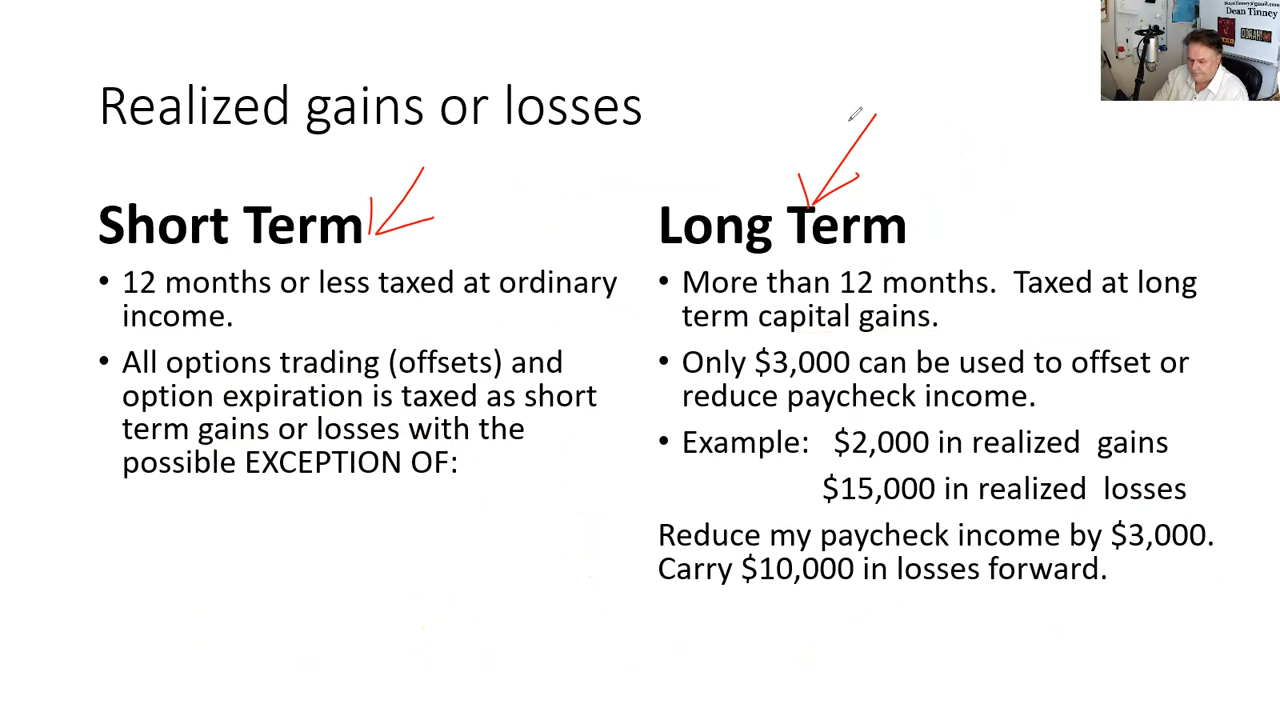 Realized gains or losses
Short Term
• 12 months or less taxed at ordinary
income.
• All options trading (offsets) and
option expiration is taxed as short
term gains or losses with the
possible EXCEPTION OF:
Long Term
• More than 12 months.  Taxed at long
term capital gains.
• Only $3,000 can be used to offset or
reduce paycheck income.
• Example:   $2,000 in realized  gains
$15,000 in realized  losses
Reduce my paycheck income by $3,000.
Carry $10,000 in losses forward.
Dean Tinney
OORAH!